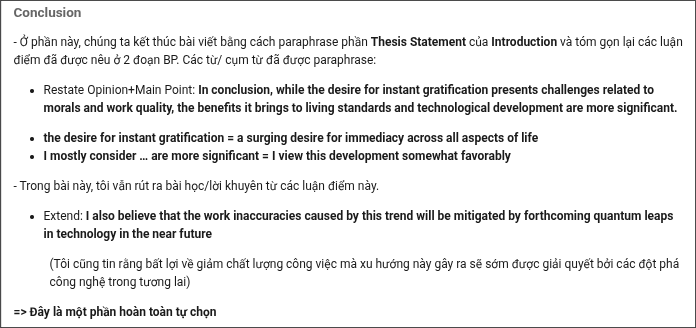 Conclusion
- Ở phần này, chúng ta kết thúc bài viết bằng cách paraphrase phần Thesis Statement của Introduction và tóm gọn lại các luận
điểm đã được nêu ở 2 đoạn BP. Các từ/ cụm từ đã được paraphrase:
• Restate Opinion+Main Point: In conclusion, while the desire for instant gratification presents challenges related to
morals and work quality, the benefits it brings to living standards and technological development are more significant.
• the desire for instant gratification = a surging desire for immediacy across all aspects of life
• I mostly consider … are more significant = I view this development somewhat favorably
- Trong bài này, tôi vẫn rút ra bài học/lời khuyên từ các luận điểm này.
• Extend: I also believe that the work inaccuracies caused by this trend will be mitigated by forthcoming quantum leaps
in technology in the near future
(Tôi cũng tin rằng bất lợi về giảm chất lượng công việc mà xu hướng này gây ra sẽ sớm được giải quyết bởi các đột phá
công nghệ trong tương lai)
=> Đây là một phần hoàn toàn tự chọn